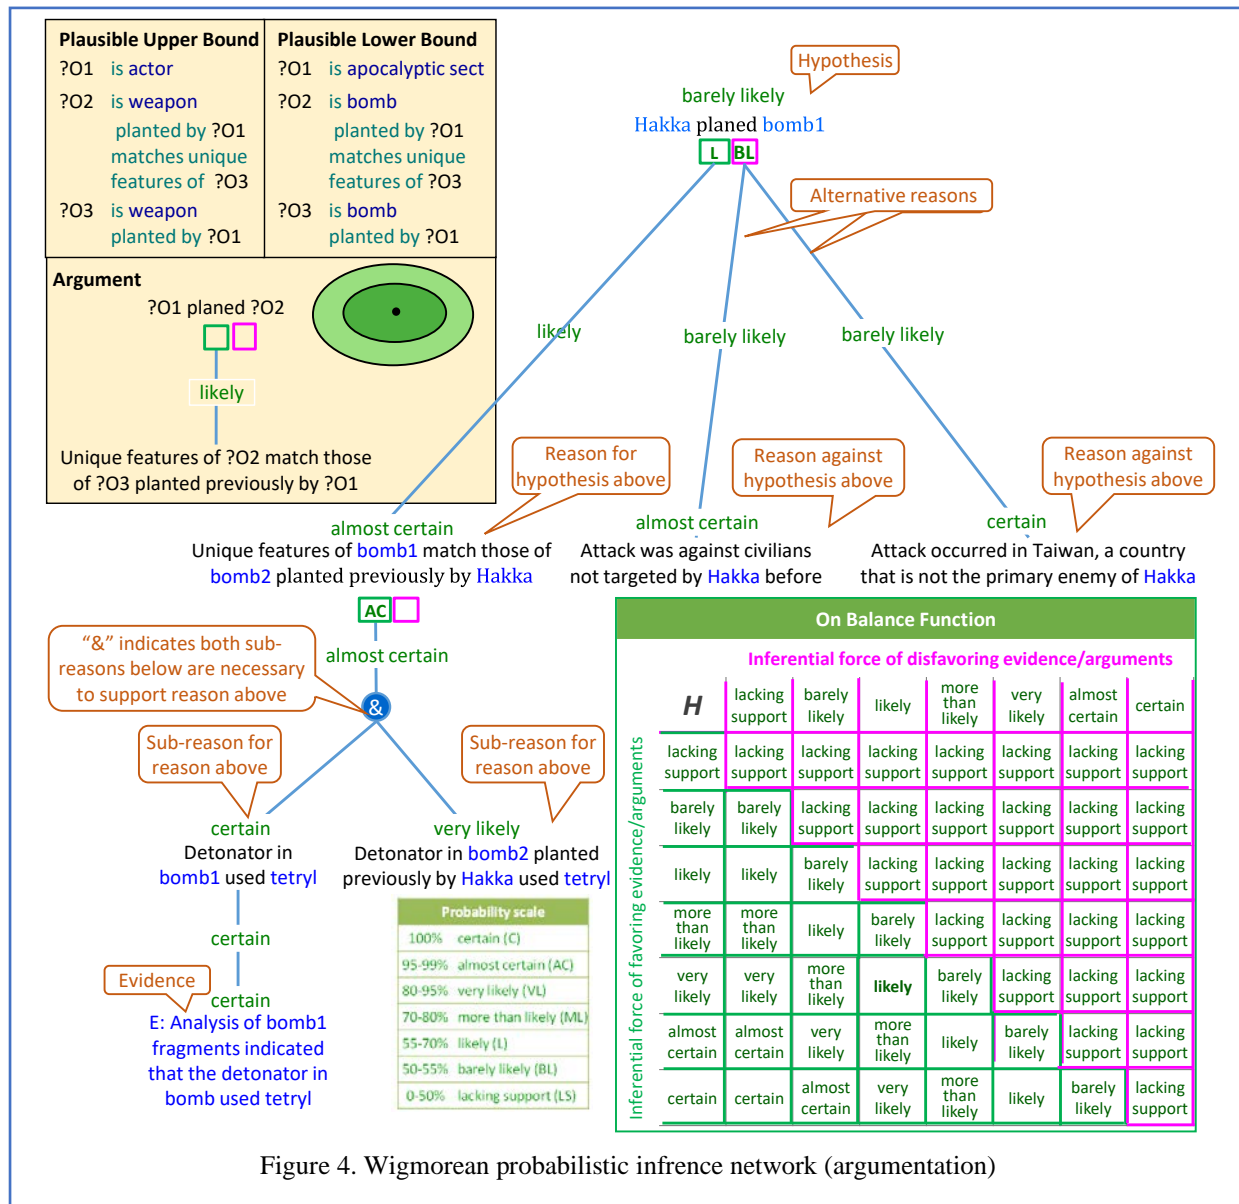 Plausible Upper Bound
?O1 is actor
?O2 is weapon
planted by ?O1
matches unique
features of ?O3
?O3 is weapon
planted by ?O1
Plausible Lower Bound
?O1 is apocalyptic sect
?O2 is bomb
planted by ?O1
matches unique
features of ?O3
?O3 is bomb
planted by ?O1
Argument
?O1 planed ?O2
likely
Unique features of ?O2 match those
of ?O3 planted previously by ?O1
Hypothesis
barely likely
Hakka planed bomb1
L BL
Alternative reasons
likely
barely likely
barely likely
Reason for
hypothesis above
Reason against
hypothesis above
Reason against
hypothesis above
almost certain
Unique features of bomb1 match those of
bomb2 planted previously by Hakka
almost certain
Attack was against civilians
not targeted by Hakka before
certain
Attack occurred in Taiwan, a country
that is not the primary enemy of Hakka
AC
"&" indicates both sub-
reasons below are necessary
to support reason above
almost certain
&
Sub-reason for
reason above
Sub-reason for
reason above
certain
Detonator in
bomb1 used tetryl
very likely
Detonator in bomb2 planted
previously by Hakka used tetryl
certain
Evidence
certain
E: Analysis of bomb1
fragments indicated
that the detonator in
bomb used tetryl
Probability scale
100% certain (C)
95-99% almost certain (AC)
80-95% very likely (VL)
70-80% more than likely (ML)
55-70% likely (L)
50-55% barely likely (BL)
0-50% lacking support (LS)
On Balance Function
Inferential force of disfavoring evidence/arguments
Inferential force of favoring evidence/arguments
H lacking support barely likely likely more than likely very likely almost certain certain
lacking support lacking support lacking support lacking support lacking support lacking support lacking support lacking support
barely likely barely likely lacking support lacking support lacking support lacking support lacking support lacking support
likely likely barely likely lacking support lacking support lacking support lacking support lacking support
more than likely more than likely likely barely likely lacking support lacking support lacking support lacking support
very likely very likely more than likely likely barely likely lacking support lacking support lacking support
almost certain almost certain very likely more than likely likely barely likely lacking support lacking support
certain certain almost certain very likely more than likely likely barely likely lacking support
Figure 4. Wigmorean probabilistic infrence network (argumentation)